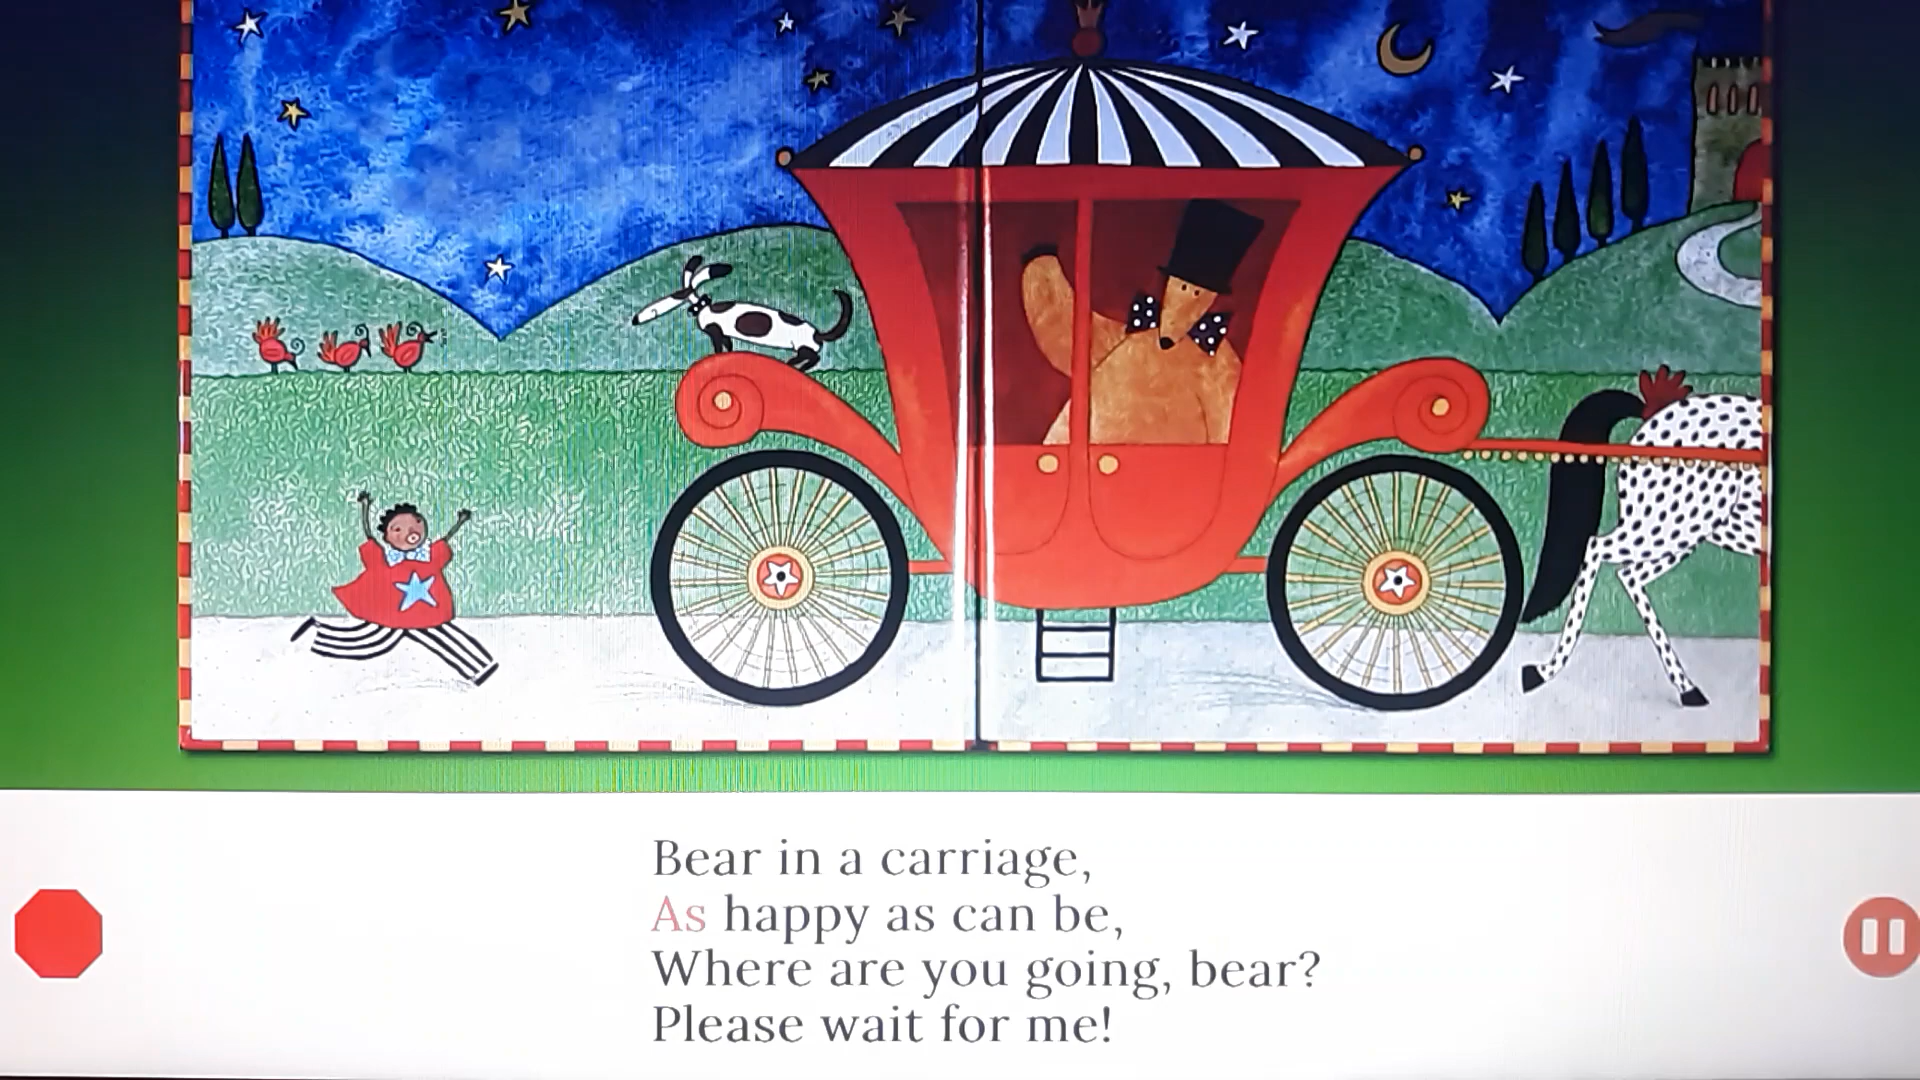 Bear in a carriage,
As happy as can be,
Where are you going, bear?
Please wait for me!